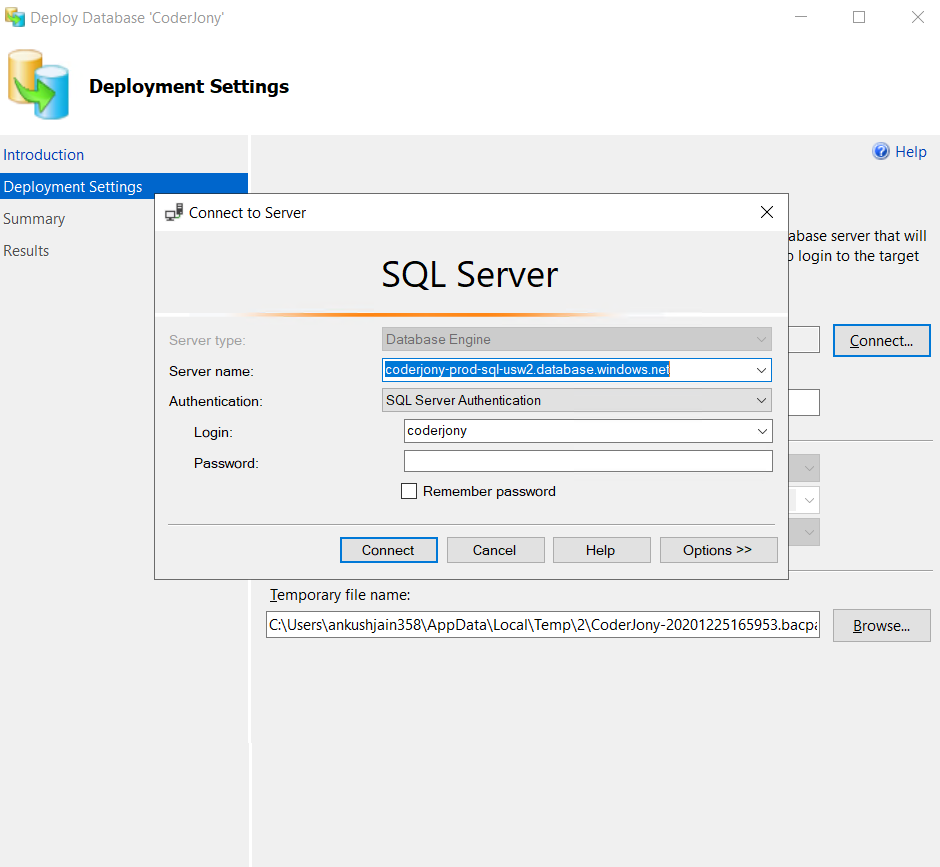 Deploy Database 'CoderJony'
Deployment Settings
Introduction
Deployment Settings
Summary
Results
Help
abase server that will
login to the target
Connect...
Connect to Server
SQL Server
Server type:
Database Engine
Server name:
coderjony-prod-sql-usw2.database.windows.net
Authentication:
SQL Server Authentication
Login:
coderjony
Password:
Remember password
Connect
Cancel
Help
Options >>
Temporary file name:
C:\Users\ankushjain358\AppData\Local\Temp\2\CoderJony-20201225165953.bacpa
Browse...